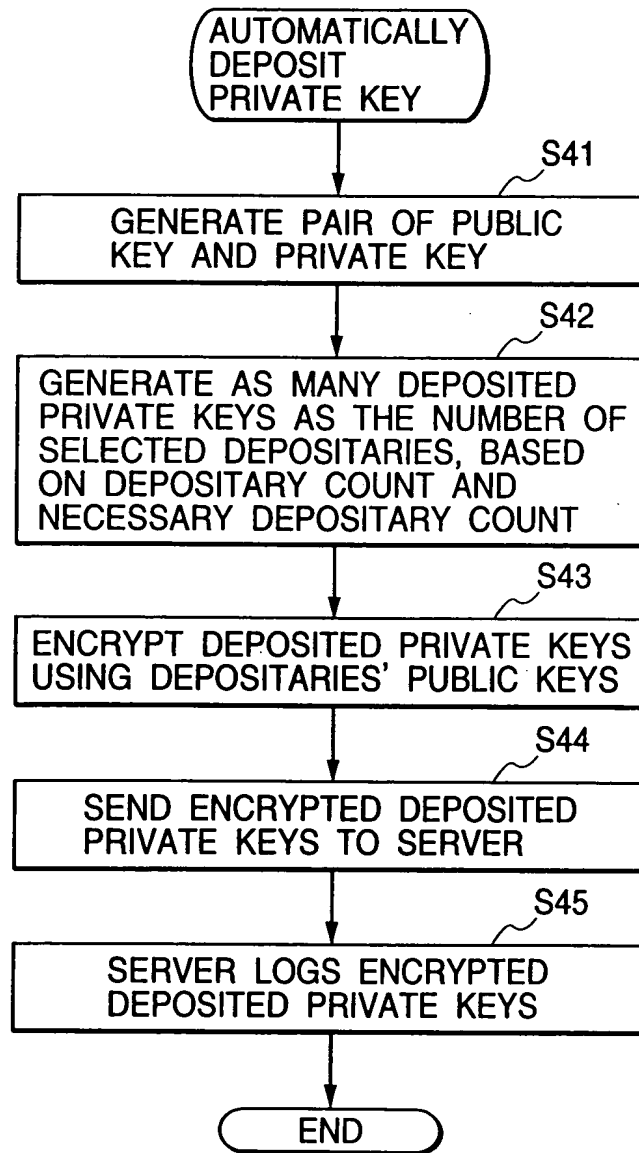 AUTOMATICALLY
DEPOSIT
PRIVATE KEY
S41
GENERATE PAIR OF PUBLIC
KEY AND PRIVATE KEY
S42
GENERATE AS MANY DEPOSITED
PRIVATE KEYS AS THE NUMBER OF
SELECTED DEPOSITARIES, BASED
ON DEPOSITARY COUNT AND
NECESSARY DEPOSITARY COUNT
S43
ENCRYPT DEPOSITED PRIVATE KEYS
USING DEPOSITARIES' PUBLIC KEYS
S44
SEND ENCRYPTED DEPOSITED
PRIVATE KEYS TO SERVER
S45
SERVER LOGS ENCRYPTED
DEPOSITED PRIVATE KEYS
END